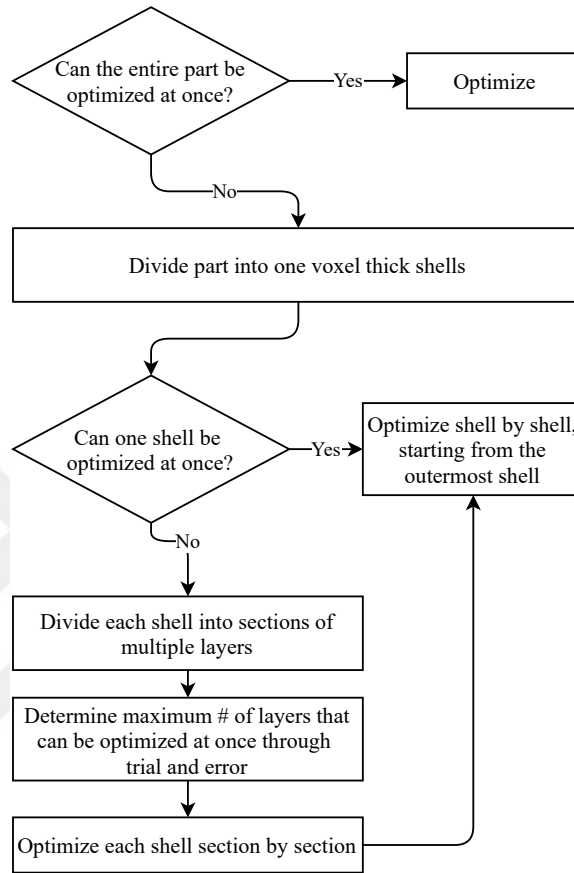 Can the entire part be
optimized at once?
Yes
Optimize
No
Divide part into one voxel thick shells
Can one shell be
optimized at once?
Yes
Optimize shell by shell,
starting from the
outermost shell
No
Divide each shell into sections of
multiple layers
Determine maximum # of layers that
can be optimized at once through
trial and error
Optimize each shell section by section